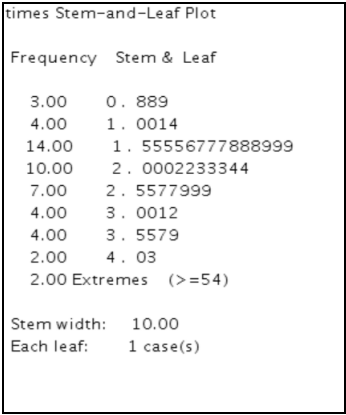 times Stem-and-Leaf Plot
Frequency Stem & Leaf
3.00 0 . 889
4.00 1 . 0014
14.00 1 . 55556777888999
10.00 2 . 0002233344
7.00 2 . 5577999
4.00 3 . 0012
4.00 3 . 5579
2.00 4 . 03
2.00 Extremes (>=54)
Stem width: 10.00
Each leaf: 1 case(s)